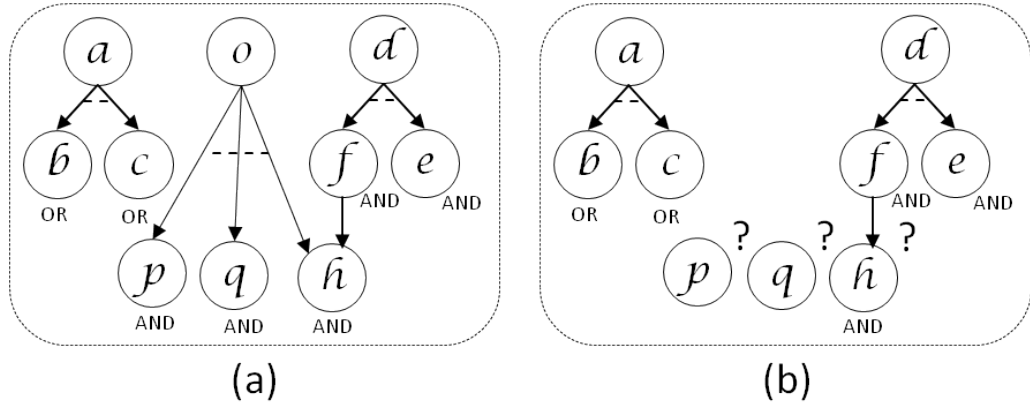 a o d a d
b c f e b c f e
OR OR AND AND OR OR AND AND
p q h p ? q ? h ?
AND AND AND AND
(a) (b)